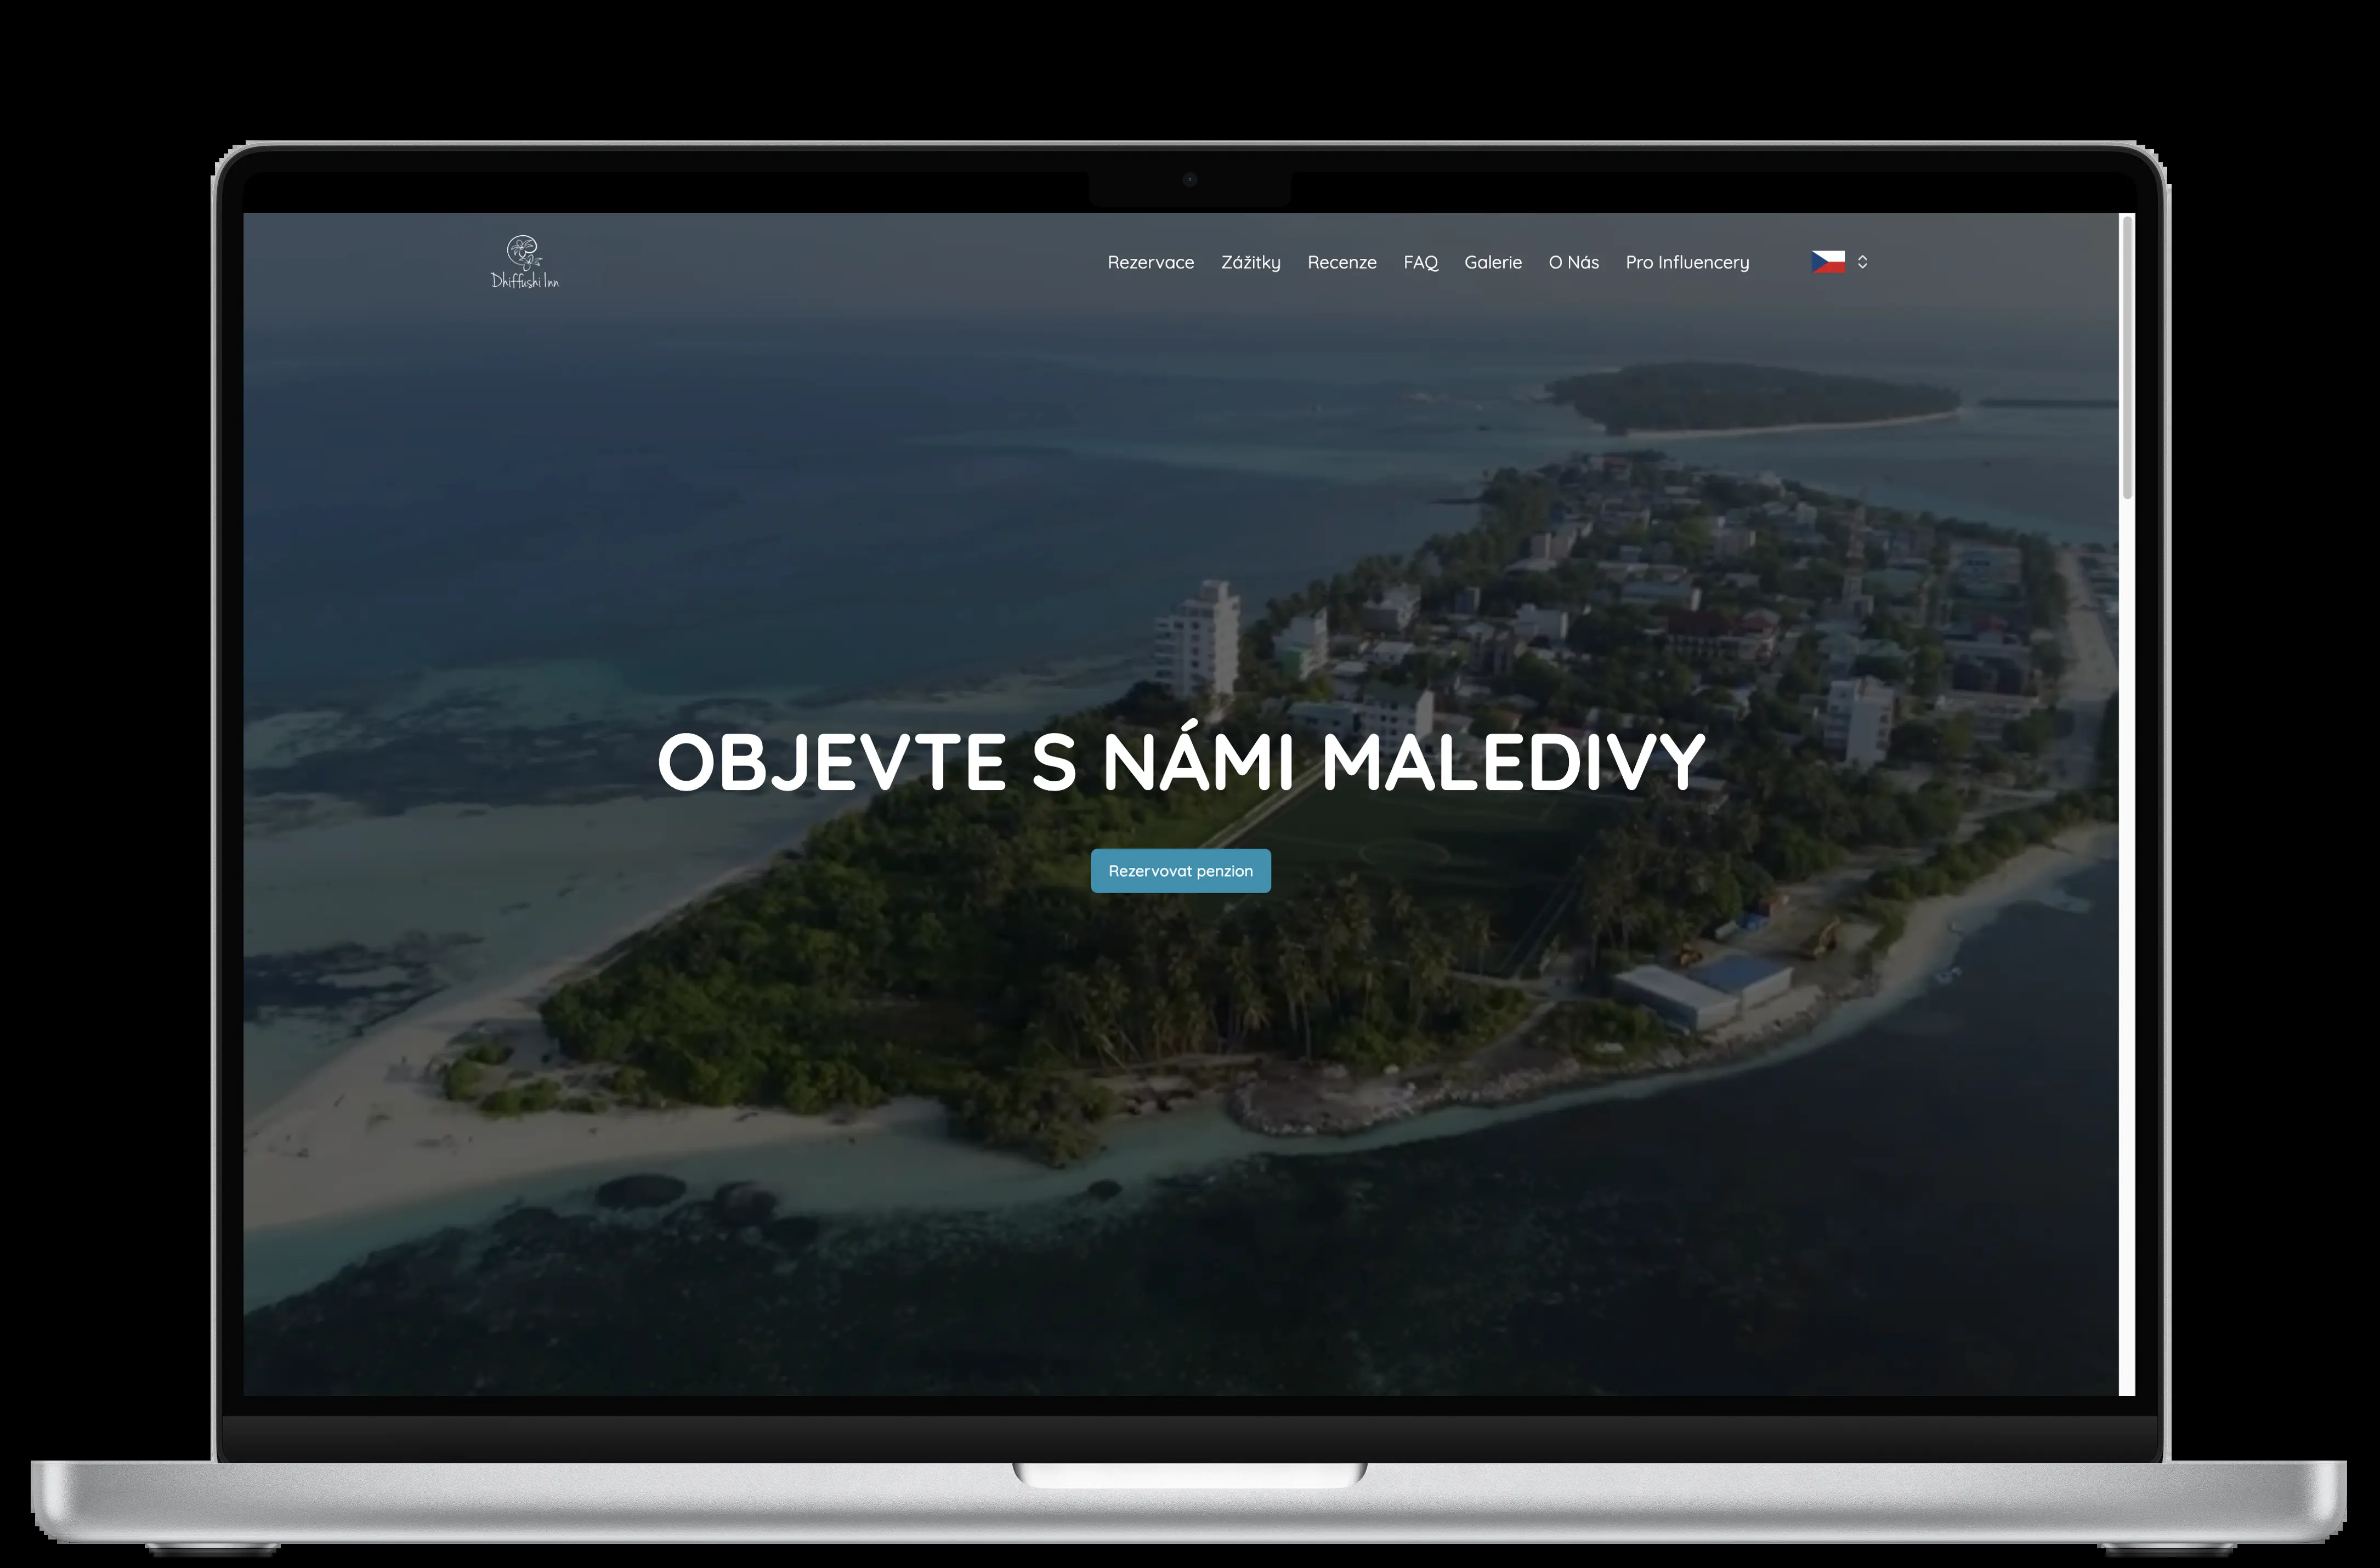 Dhiffushi Inn
Rezervace Zážitky Recenze FAQ Galerie O Nás Pro Influencery
OBJEVTE S NÁMI MALEDIVY
Rezervovat penzion